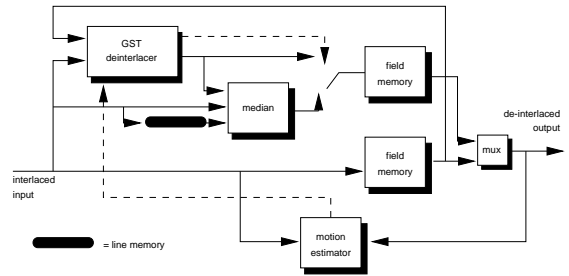 GST
deinterlacer
field
memory
median
de-interlaced
output
field
memory
mux
interlaced
input
motion
estimator
= line memory